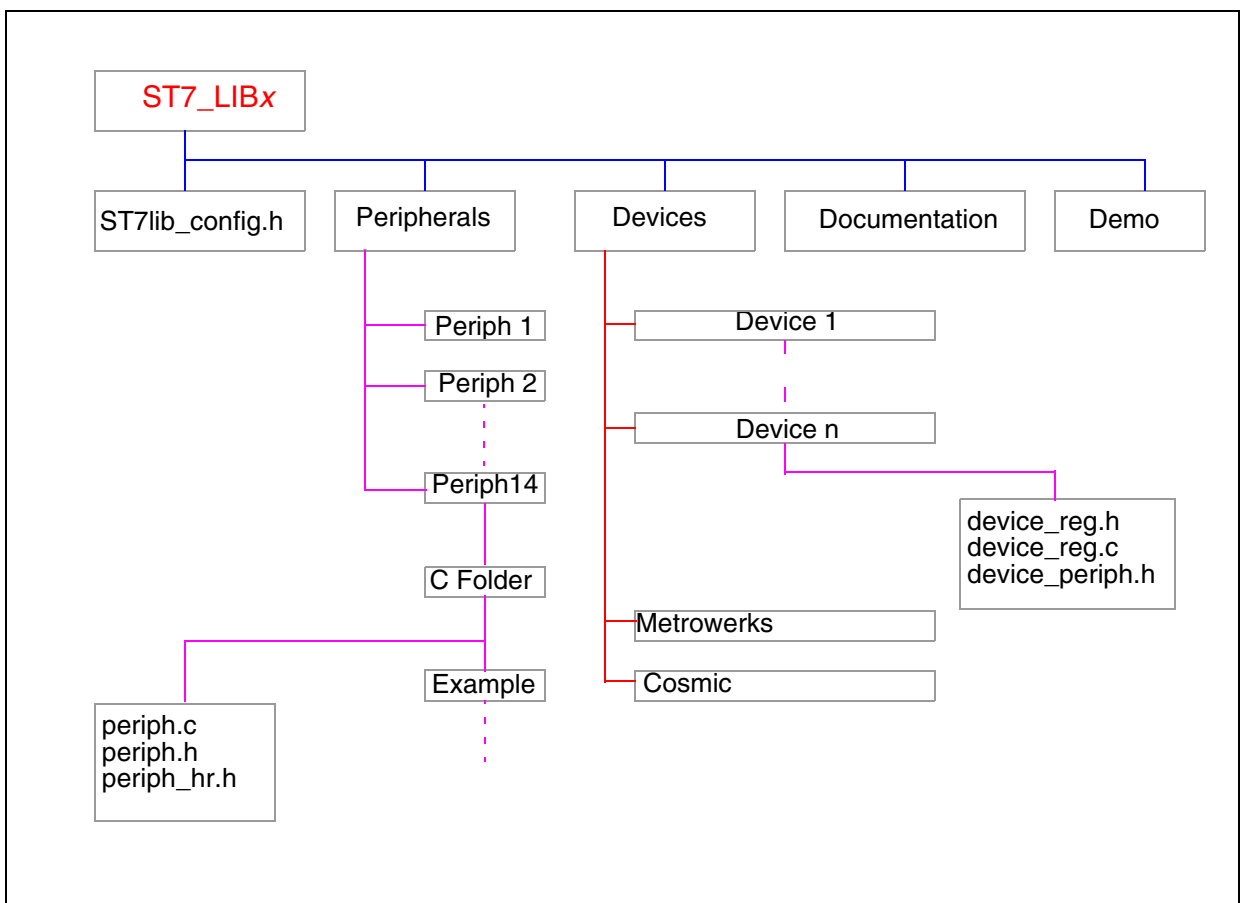 ST7_LIBx
ST7lib_config.h
Peripherals
Devices
Documentation
Demo
Periph 1
Periph 2
Periph14
C Folder
Example
periph.c
periph.h
periph_hr.h
Device 1
Device n
device_reg.h
device_reg.c
device_periph.h
Metrowerks
Cosmic